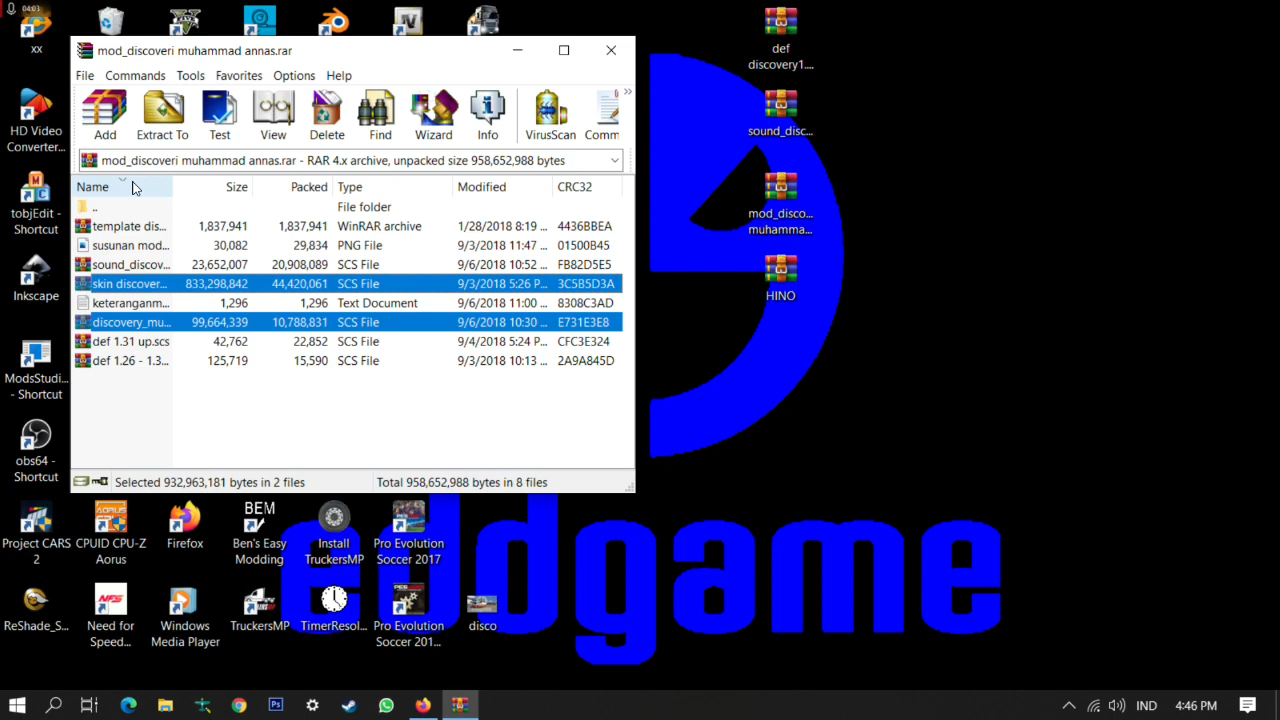 04:03
xx
HD Video
Converter...
tobjEdit -
Shortcut
Inkscape
ModsStudi...
- Shortcut
obs64 -
Shortcut
mod_discoveri muhammad annas.rar
File Commands Tools Favorites Options Help
Add Extract To Test View Delete Find Wizard Info VirusScan Comm
mod_discoveri muhammad annas.rar - RAR 4.x archive, unpacked size 958,652,988 bytes
Name Size Packed Type Modified CRC32
.. File folder
template dis... 1,837,941 1,837,941 WinRAR archive 1/28/2018 8:19 ... 4436BBEA
susunan mod... 30,082 29,834 PNG File 9/3/2018 11:47 ... 01500B45
sound_discov... 23,652,007 20,908,089 SCS File 9/6/2018 10:52 ... FB82D5E5
skin discover... 833,298,842 44,420,061 SCS File 9/3/2018 5:26 P... 3C5B5D3A
keteranganm... 1,296 1,296 Text Document 9/6/2018 11:00 ... 8308C3AD
discovery_mu... 99,664,339 10,788,831 SCS File 9/6/2018 10:30 ... E731E3E8
def 1.31 up.scs 42,762 22,852 SCS File 9/4/2018 5:24 P... CFC3E324
def 1.26 - 1.3... 125,719 15,590 SCS File 9/3/2018 10:13 ... 2A9A845D
Selected 932,963,181 bytes in 2 files Total 958,652,988 bytes in 8 files
def
discovery1....
sound_disc...
mod_disco...
muhamma...
HINO
Project CARS
2
AORUS
CPUID CPU-Z
Aorus
Firefox
BEM
Ben's Easy
Modding
Install
TruckersMP
Pro Evolution
Soccer 2017
ReShade_S...
NFS
Need for
Speed...
Windows
Media Player
TruckersMP
TimerResol...
PES
Pro Evolution
Soccer 201...
disco
eddgame
Ps
IND
4:46 PM